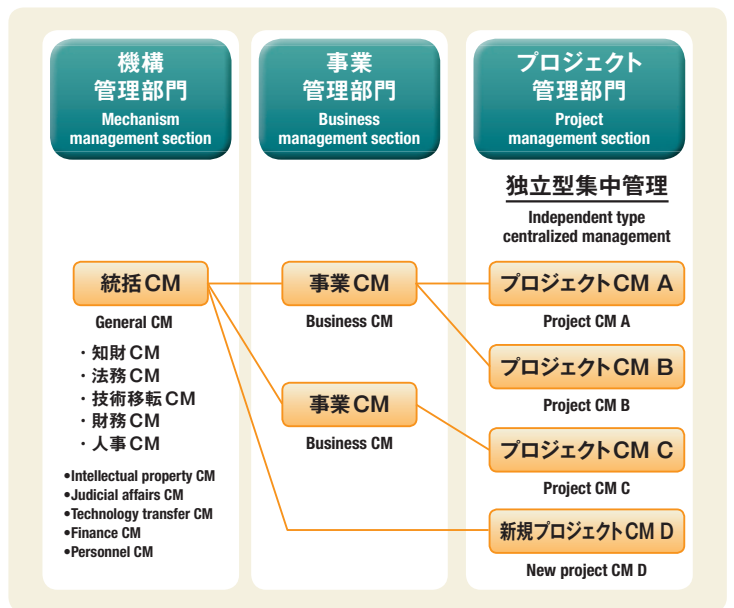 機構
管理部門
Mechanism
management section
事業
管理部門
Business
management section
プロジェクト
管理部門
Project
management section
独立型集中管理
Independent type
centralized management
統括CM
General CM
・知財CM
・法務CM
・技術移転CM
・財務CM
・人事CM
•Intellectual property CM
•Judicial affairs CM
•Technology transfer CM
•Finance CM
•Personnel CM
事業CM
Business CM
事業CM
Business CM
プロジェクトCM A
Project CM A
プロジェクトCM B
Project CM B
プロジェクトCM C
Project CM C
新規プロジェクトCM D
New project CM D